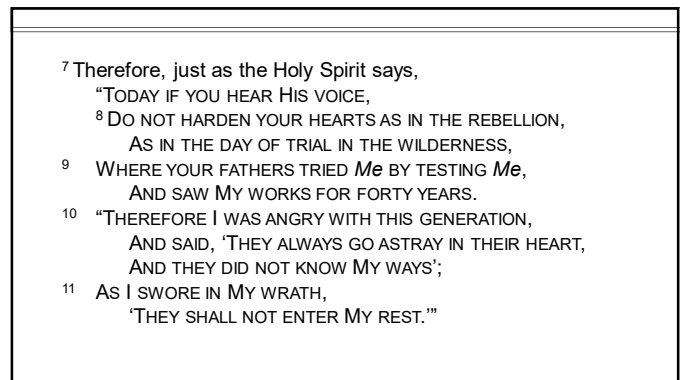 7 Therefore, just as the Holy Spirit says,
“TODAY IF YOU HEAR HIS VOICE,
8 DO NOT HARDEN YOUR HEARTS AS IN THE REBELLION,
AS IN THE DAY OF TRIAL IN THE WILDERNESS,
9 WHERE YOUR FATHERS TRIED Me BY TESTING Me,
AND SAW MY WORKS FOR FORTY YEARS.
10 “THEREFORE I WAS ANGRY WITH THIS GENERATION,
AND SAID, ‘THEY ALWAYS GO ASTRAY IN THEIR HEART,
AND THEY DID NOT KNOW MY WAYS’;
11 AS I SWORE IN MY WRATH,
‘THEY SHALL NOT ENTER MY REST.’”